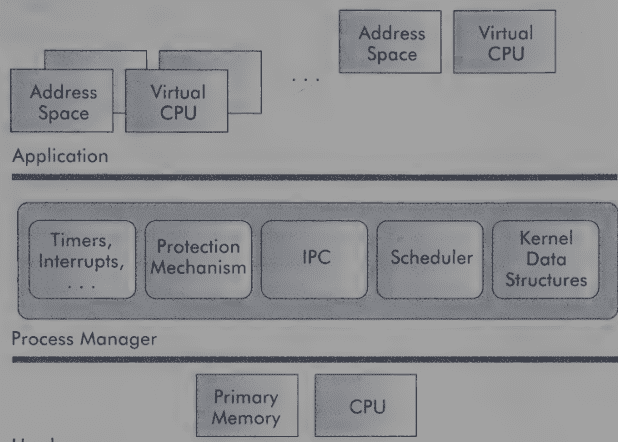 Address
Space
Virtual
CPU
Address
Space
Virtual
CPU
. . .
Application
Timers,
Interrupts,
. . .
Protection
Mechanism
IPC
Scheduler
Kernel
Data
Structures
Process Manager
Primary
Memory
CPU